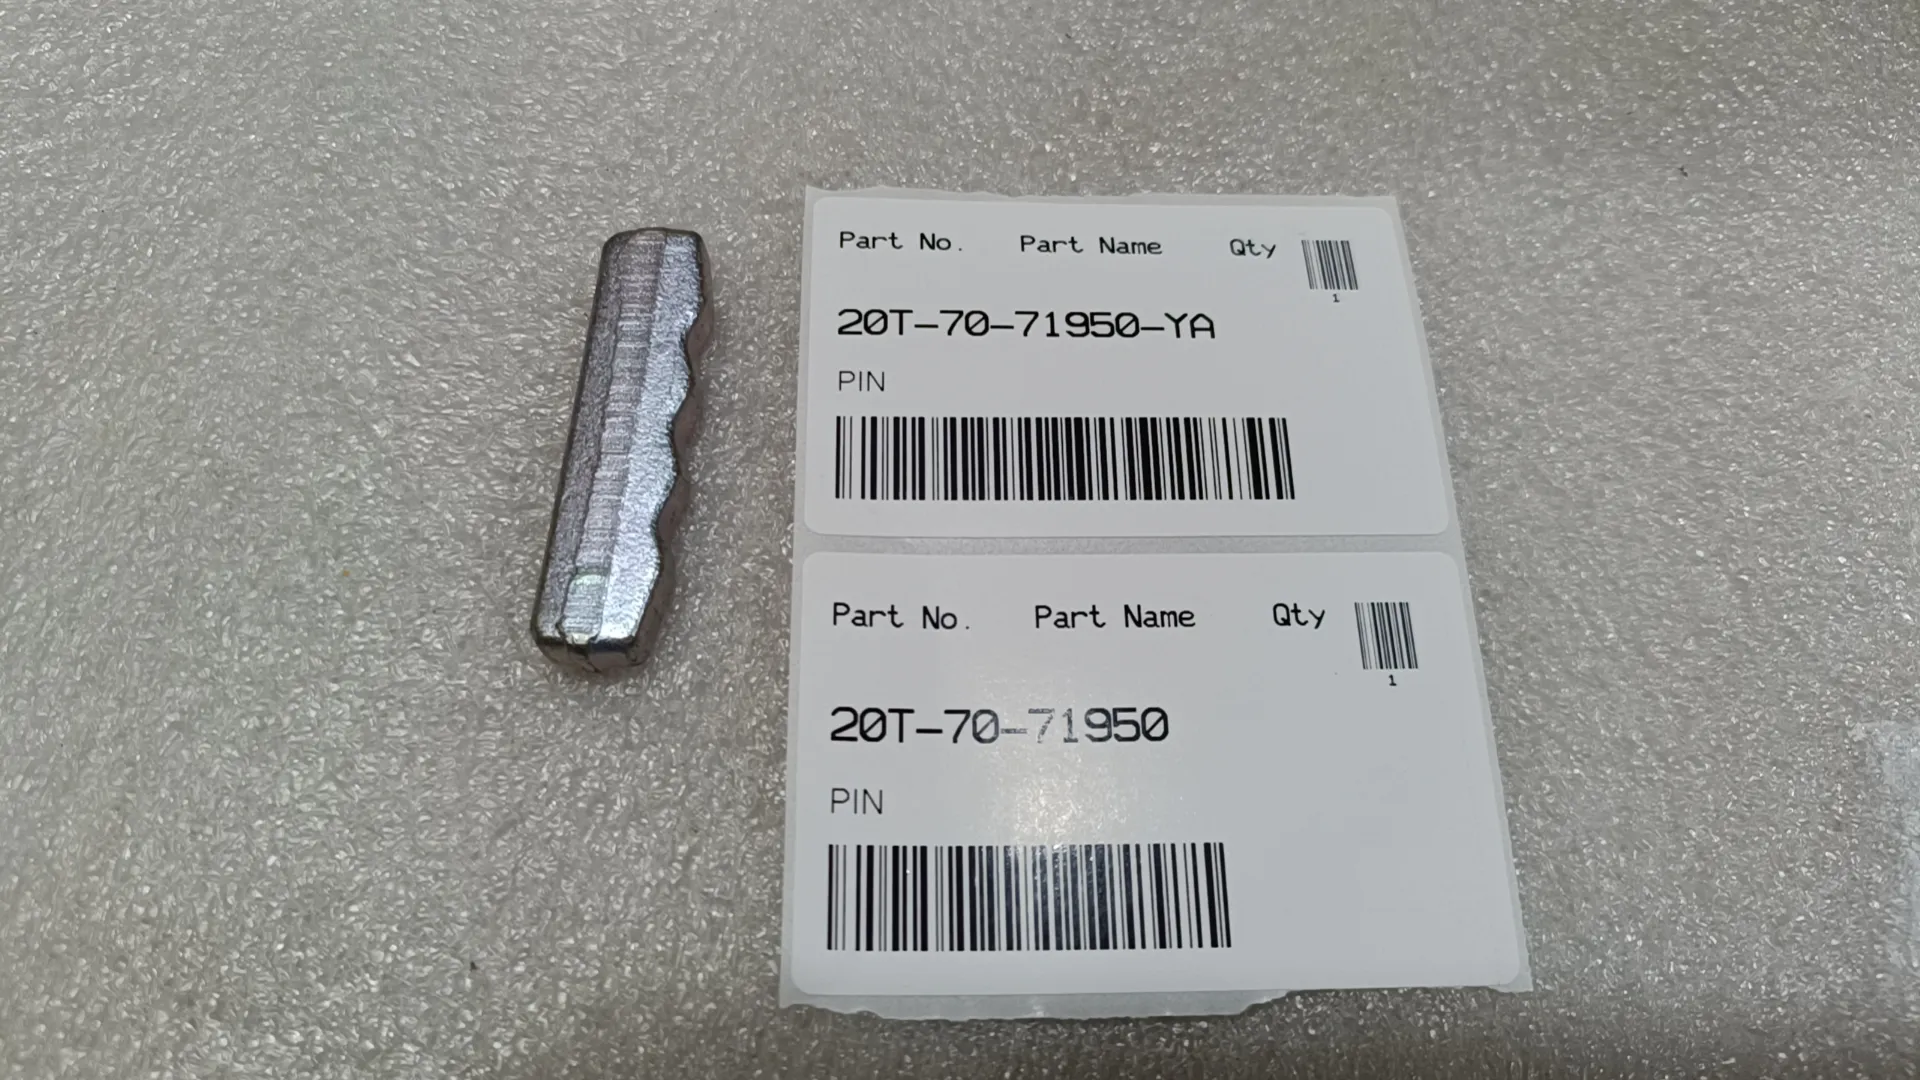 Part No. Part Name Qty
1
20T-70-71950-YA
PIN
Part No. Part Name Qty
1
20T-70-71950
PIN